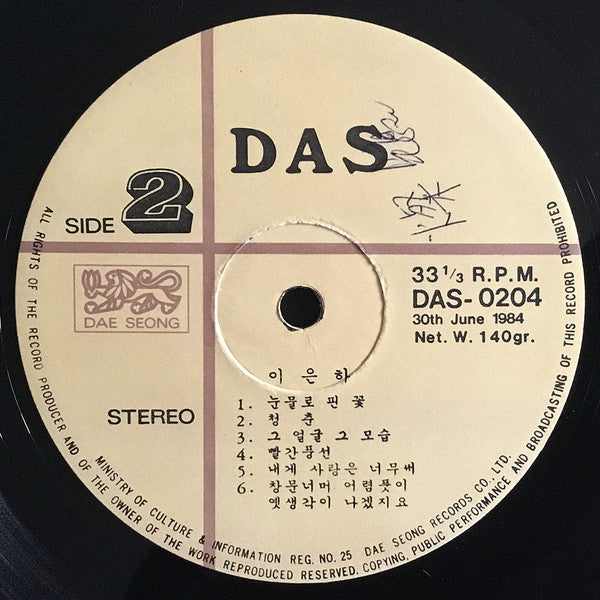 DAS
SIDE 2
DAE SEONG
STEREO
33 1/3 R.P.M.
DAS-0204
30th June 1984
Net. W. 140gr.
이 은 하
1. 눈물로 핀 꽃
2. 청 춘
3. 그 얼굴 그 모습
4. 빨간풍선
5. 내게 사랑은 너무써
6. 창문너머 어렴풋이
옛생각이 나겠지요
ALL RIGHTS OF THE RECORD PRODUCER AND OF THE OWNER OF THE WORK REPRODUCED RESERVED. COPYING, PUBLIC PERFORMANCE AND BROADCASTING OF THIS RECORD PROHIBITED
MINISTRY OF CULTURE & INFORMATION REG. NO. 25 DAE SEONG RECORDS CO., LTD.